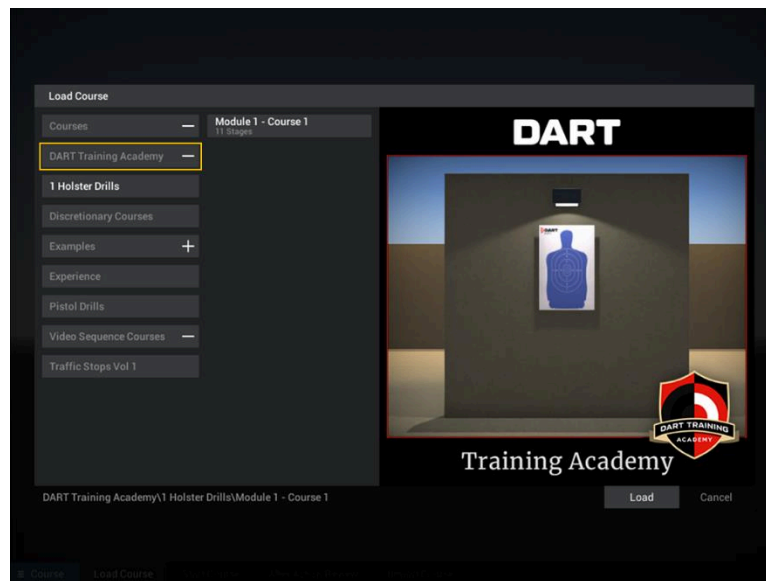 Load Course
Courses
DART Training Academy
1 Holster Drills
Discretionary Courses
Examples
Experience
Pistol Drills
Video Sequence Courses
Traffic Stops Vol 1
Module 1 - Course 1
11 Stages
DART
DART
DART TRAINING
ACADEMY
Training Academy
DART Training Academy\1 Holster Drills\Module 1 - Course 1
Load
Cancel
Course
Load Course